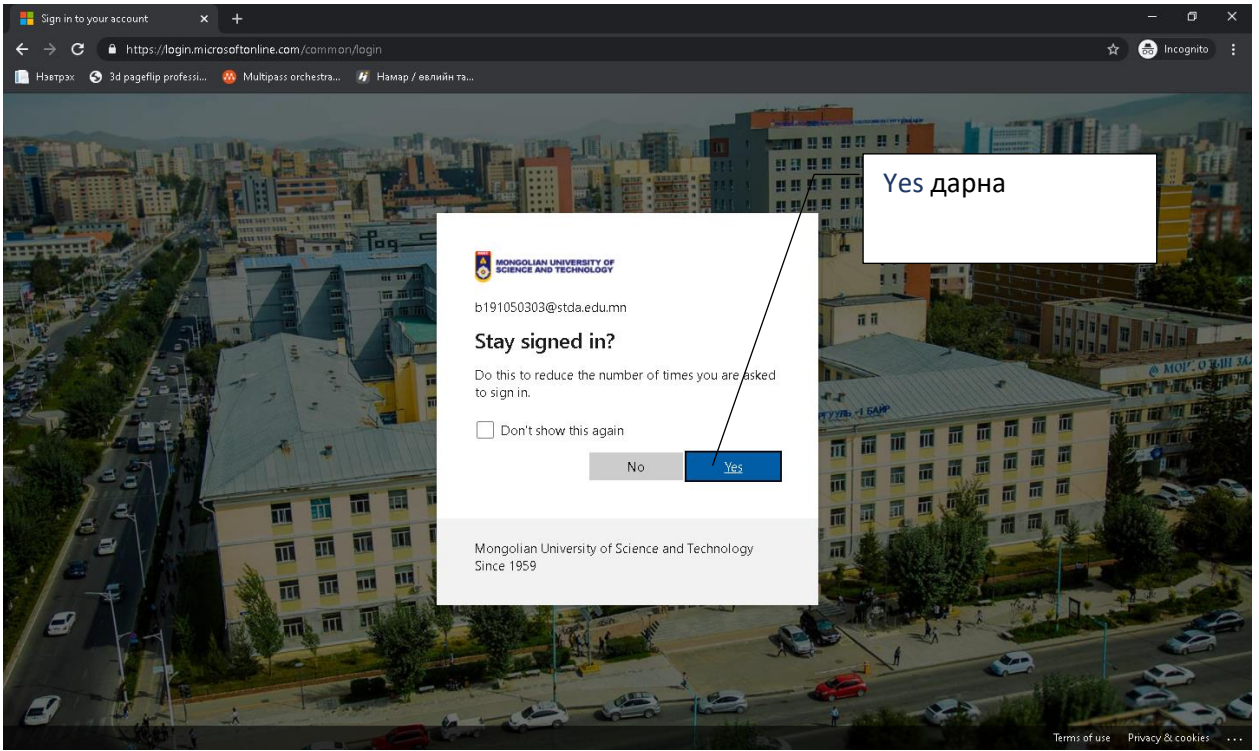 Sign in to your account
https://login.microsoftonline.com/common/login
Incognito
Нэвтрэх
3d pageflip professi...
Multipass orchestra...
Намар / өвлийн та...
Yes дарна
MONGOLIAN UNIVERSITY OF
SCIENCE AND TECHNOLOGY
b191050303@stda.edu.mn
Stay signed in?
Do this to reduce the number of times you are asked
to sign in.
Don't show this again
No
Yes
Mongolian University of Science and Technology
Since 1959
Terms of use
Privacy & cookies
...